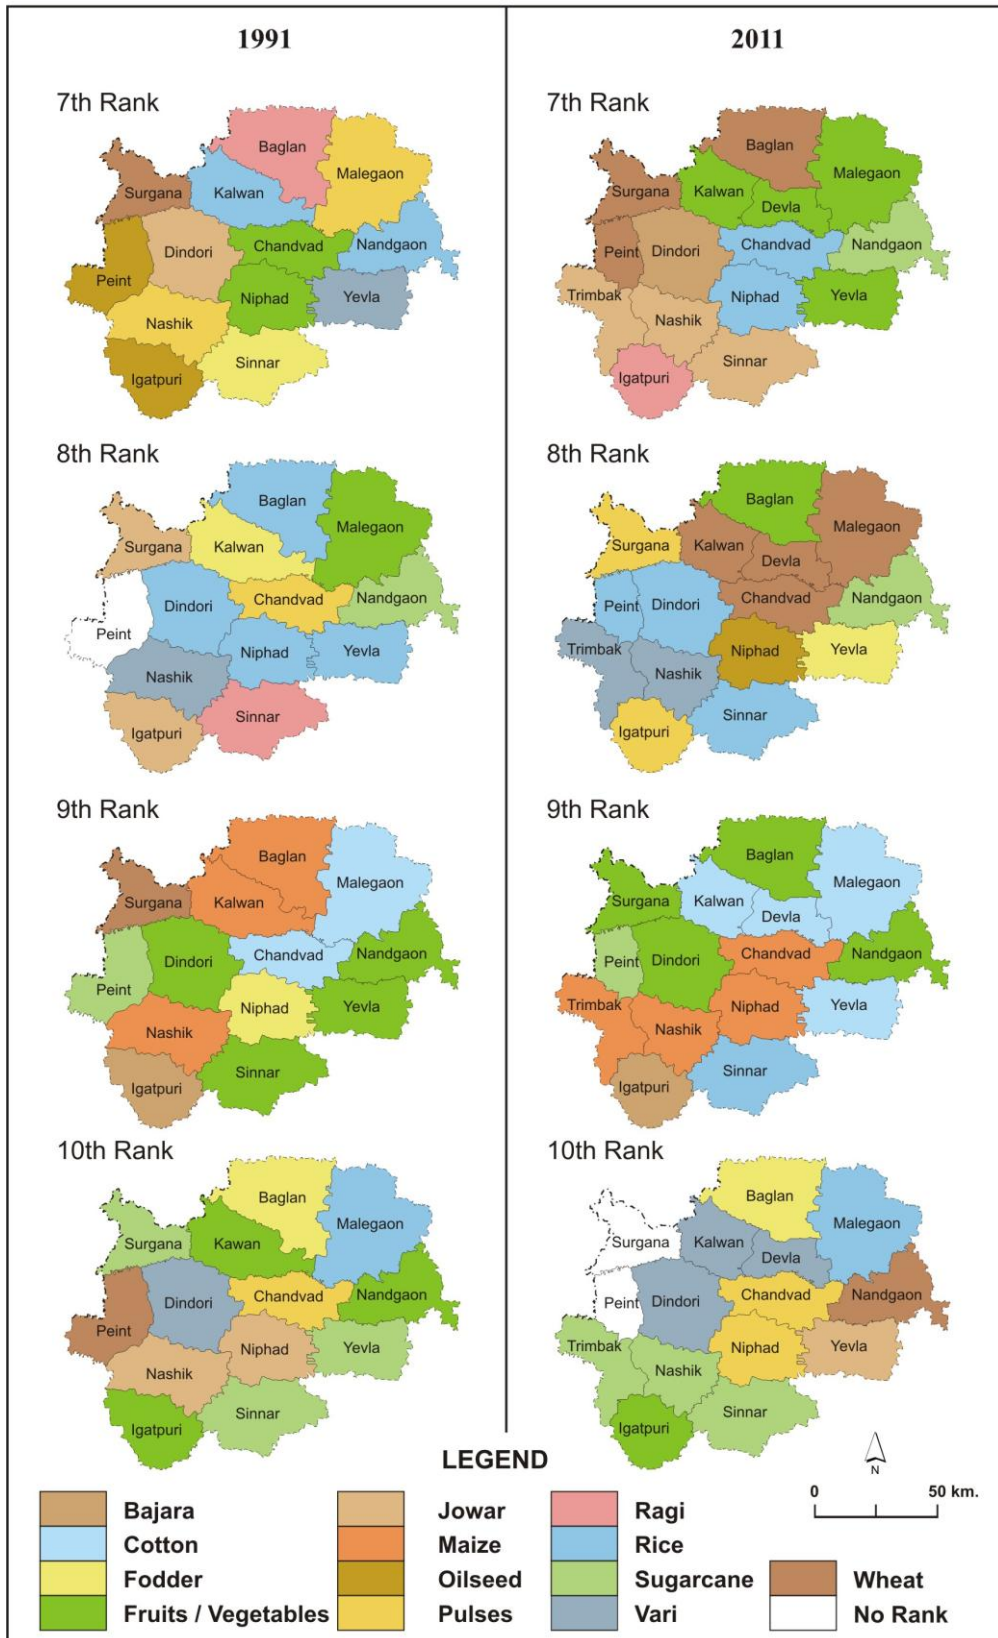 1991
7th Rank
Baglan
Malegaon
Surgana
Kalwan
Dindori
Chandvad
Nandgaon
Peint
Niphad
Yevla
Nashik
Sinnar
Igatpuri
8th Rank
Baglan
Malegaon
Surgana
Kalwan
Dindori
Chandvad
Nandgaon
Peint
Niphad
Yevla
Nashik
Sinnar
Igatpuri
9th Rank
Baglan
Malegaon
Surgana
Kalwan
Dindori
Chandvad
Nandgaon
Peint
Niphad
Yevla
Nashik
Sinnar
Igatpuri
10th Rank
Baglan
Malegaon
Surgana
Kawan
Dindori
Chandvad
Nandgaon
Peint
Niphad
Yevla
Nashik
Sinnar
Igatpuri
2011
7th Rank
Baglan
Malegaon
Surgana
Kalwan
Devla
Peint
Dindori
Chandvad
Nandgaon
Trimbak
Niphad
Yevla
Nashik
Sinnar
Igatpuri
8th Rank
Baglan
Malegaon
Surgana
Kalwan
Devla
Peint
Dindori
Chandvad
Nandgaon
Trimbak
Niphad
Yevla
Nashik
Sinnar
Igatpuri
9th Rank
Baglan
Malegaon
Surgana
Kalwan
Devla
Peint
Dindori
Chandvad
Nandgaon
Trimbak
Niphad
Yevla
Nashik
Sinnar
Igatpuri
10th Rank
Baglan
Malegaon
Surgana
Kalwan
Devla
Peint
Dindori
Chandvad
Nandgaon
Trimbak
Niphad
Yevla
Nashik
Sinnar
Igatpuri
N
0 50 km.
LEGEND
Bajara
Cotton
Fodder
Fruits / Vegetables
Jowar
Maize
Oilseed
Pulses
Ragi
Rice
Sugarcane
Vari
Wheat
No Rank